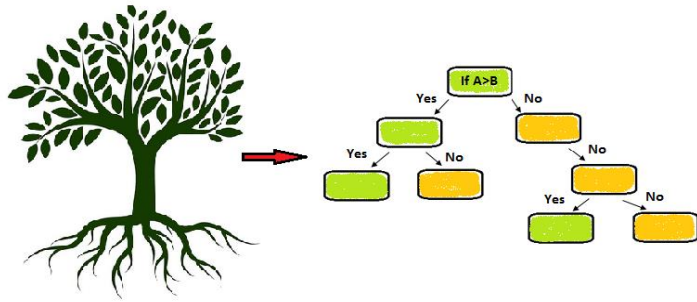 If A>B
Yes
No
Yes
No
No
Yes
No